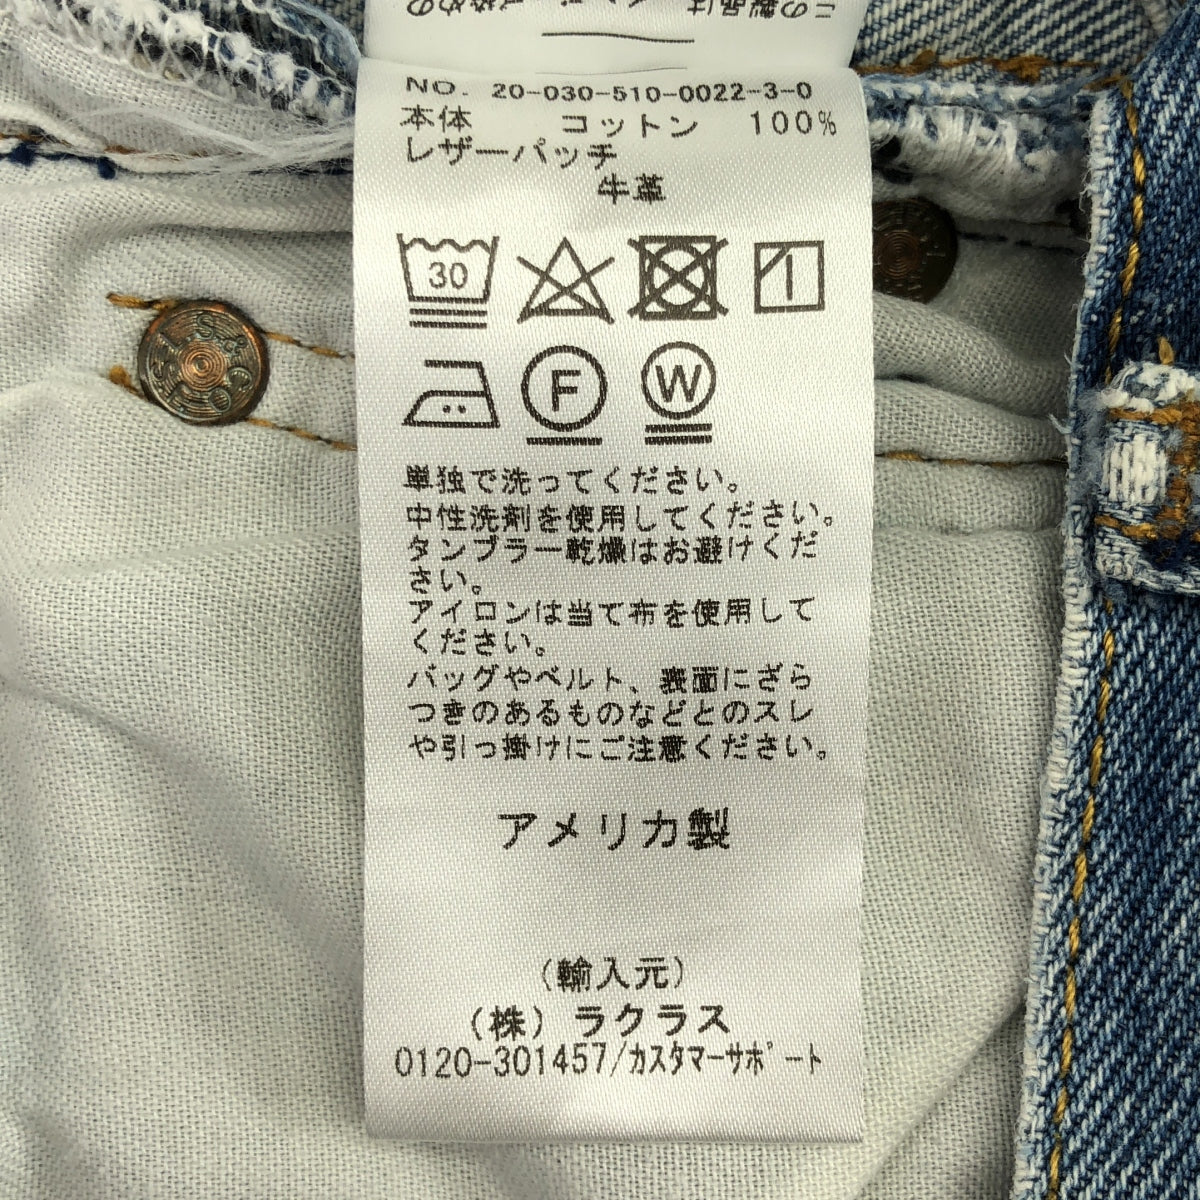 この製品は
NO. 20-030-510-0022-3-0
本体 コットン 100%
レザーパッチ
牛革
30
F
W
単独で洗ってください。
中性洗剤を使用してください。
タンブラー乾燥はお避けくだ
さい。
アイロンは当て布を使用して
ください。
バッグやベルト、表面にざら
つきのあるものなどとのスレ
や引っ掛けにご注意ください。
アメリカ製
(輸入元)
(株) ラクラス
0120-301457/カスタマーサポート